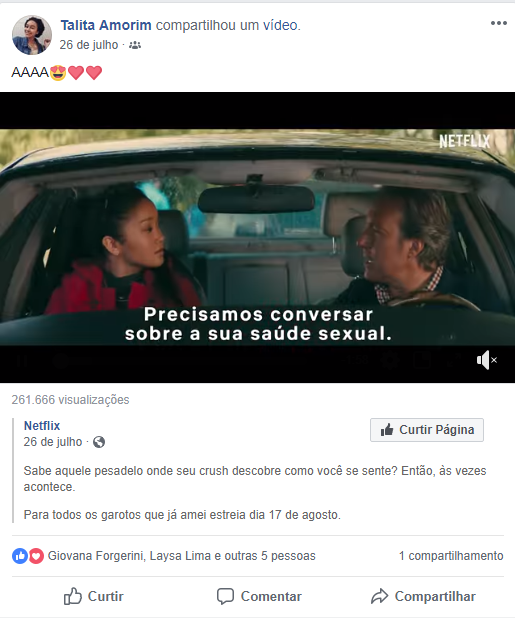 Talita Amorim compartilhou um vídeo.
26 de julho ·
AAAA😍❤️❤️
NETFLIX
Precisamos conversar
sobre a sua saúde sexual.
261.666 visualizações
Netflix
26 de julho ·
Curtir Página
Sabe aquele pesadelo onde seu crush descobre como você se sente? Então, às vezes
acontece.
Para todos os garotos que já amei estreia dia 17 de agosto.
Giovana Forgerini, Laysa Lima e outras 5 pessoas
1 compartilhamento
Curtir
Comentar
Compartilhar